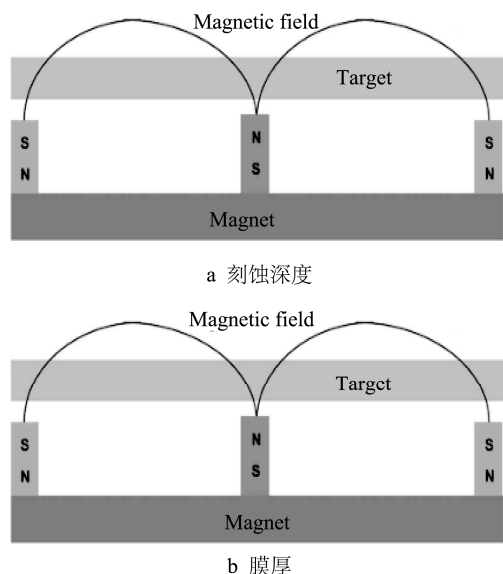 Magnetic field
Target
S N S
N S N
Magnet
a 刻蚀深度
Magnetic field
Targct
S N S
N S N
Magnet
b 膜厚